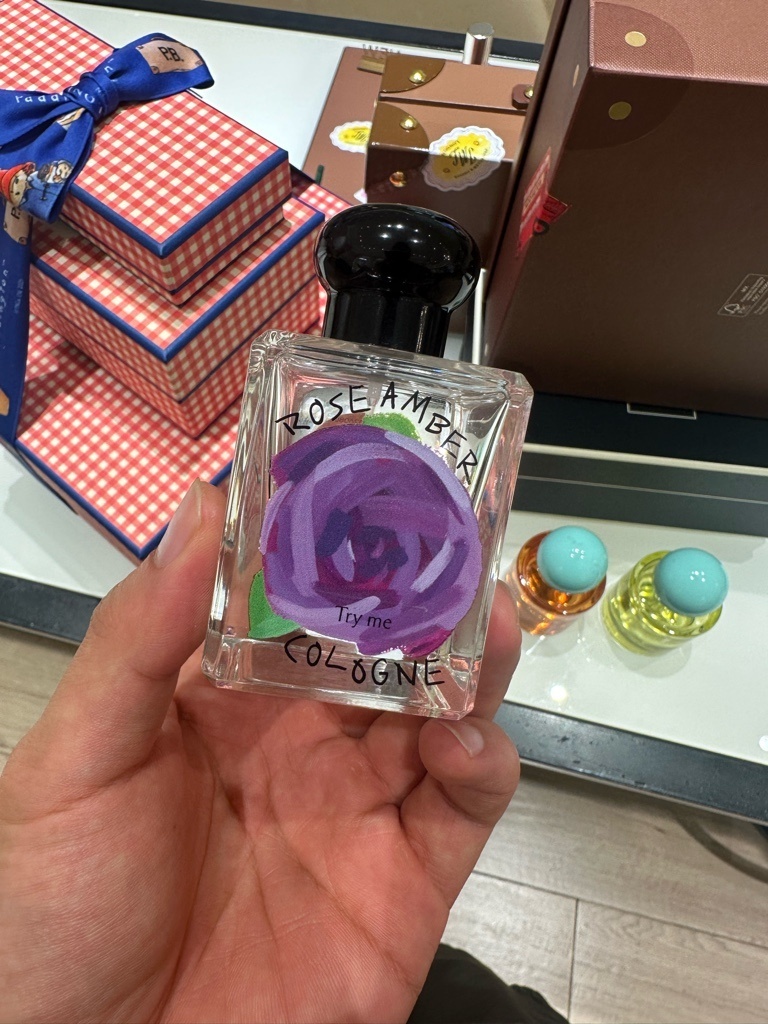 P.B.
ROSE AMBER
Try me
COLOGNE